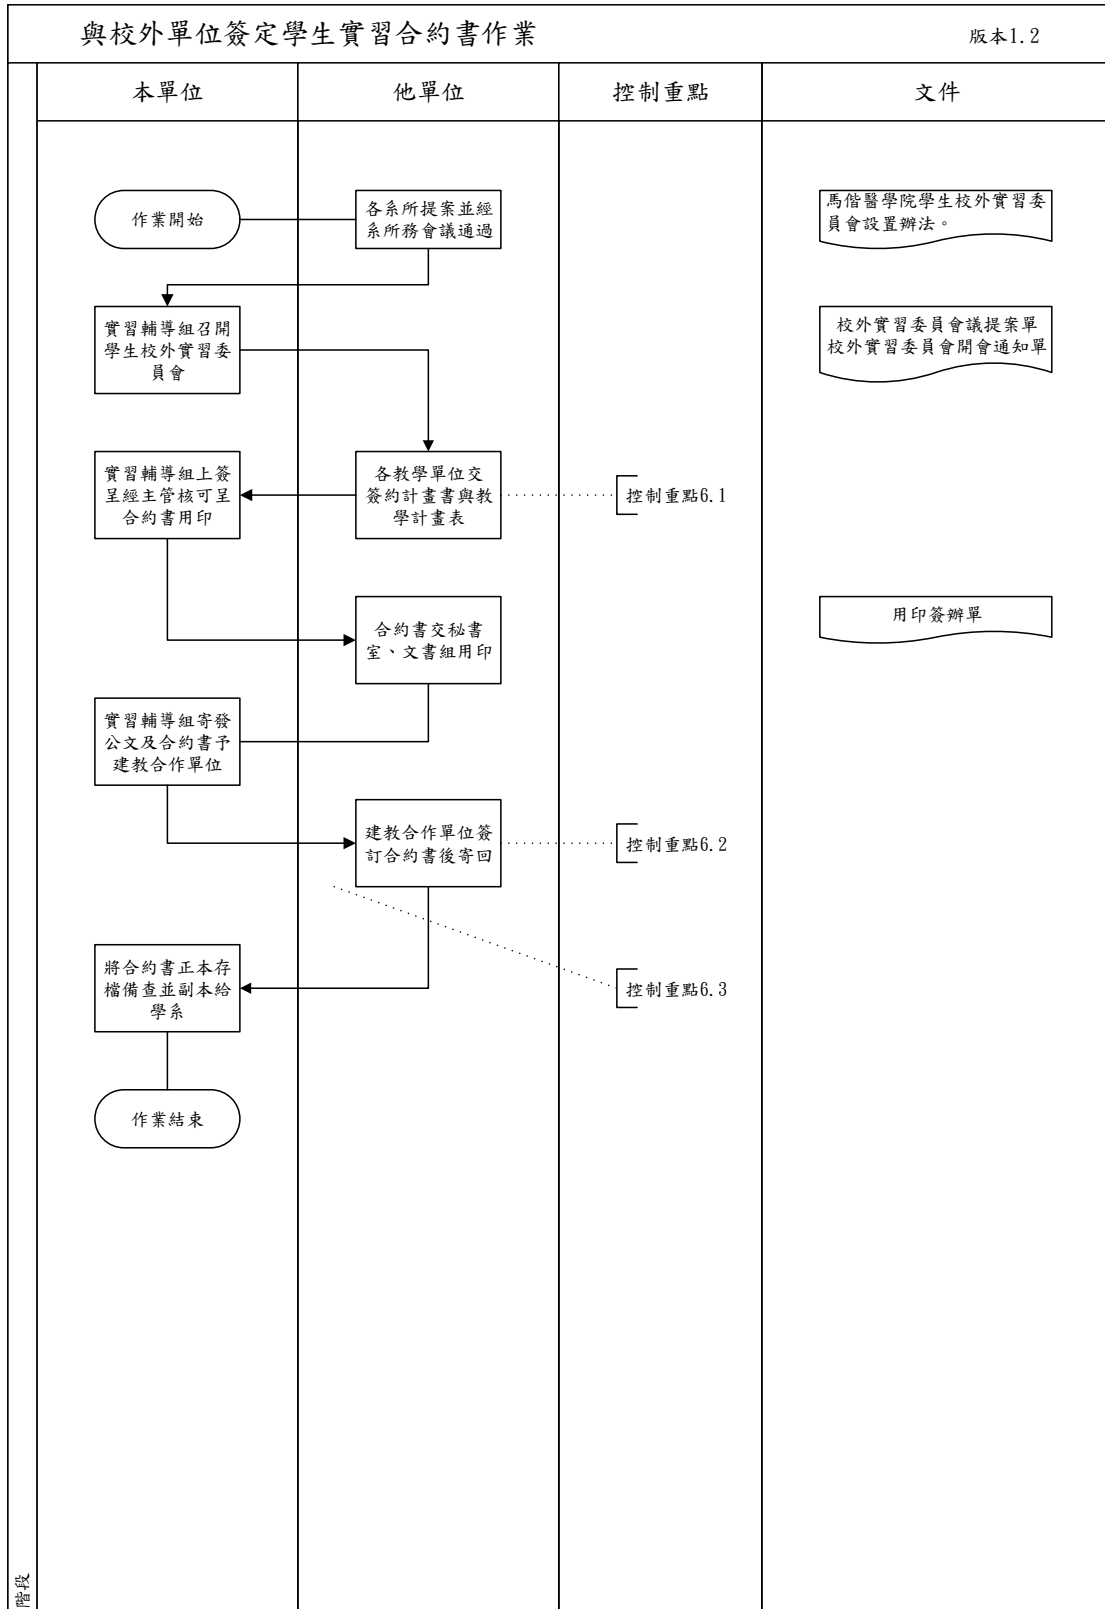 與校外單位簽定學生實習合約書作業
版本1.2
本單位
他單位
控制重點
文件
作業開始
各系所提案並經
系所務會議通過
馬偕醫學院學生校外實習委
員會設置辦法。
實習輔導組召開
學生校外實習委
員會
校外實習委員會議提案單
校外實習委員會開會通知單
實習輔導組上簽
呈經主管核可呈
合約書用印
各教學單位交
簽約計畫書與教
學計畫表
控制重點6.1
合約書交秘書
室、文書組用印
用印簽辦單
實習輔導組寄發
公文及合約書予
建教合作單位
建教合作單位簽
訂合約書後寄回
控制重點6.2
將合約書正本存
檔備查並副本給
學系
控制重點6.3
作業結束
階段